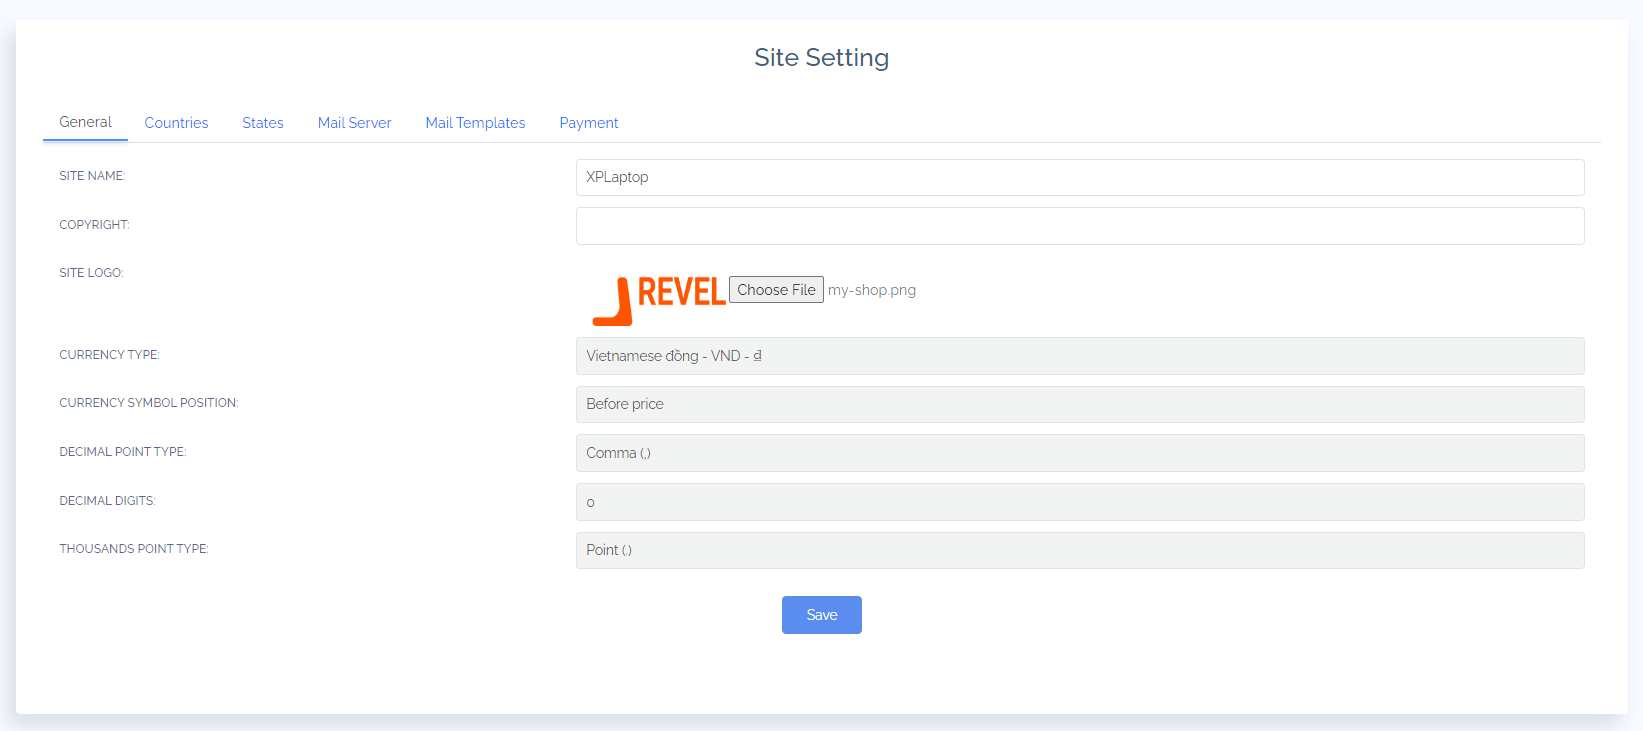 Site Setting
General Countries States Mail Server Mail Templates Payment
SITE NAME: XPLaptop
COPYRIGHT:
SITE LOGO: REVEL Choose File my-shop.png
CURRENCY TYPE: Vietnamese đồng - VND - ₫
CURRENCY SYMBOL POSITION: Before price
DECIMAL POINT TYPE: Comma (,)
DECIMAL DIGITS: 0
THOUSANDS POINT TYPE: Point (.)
Save